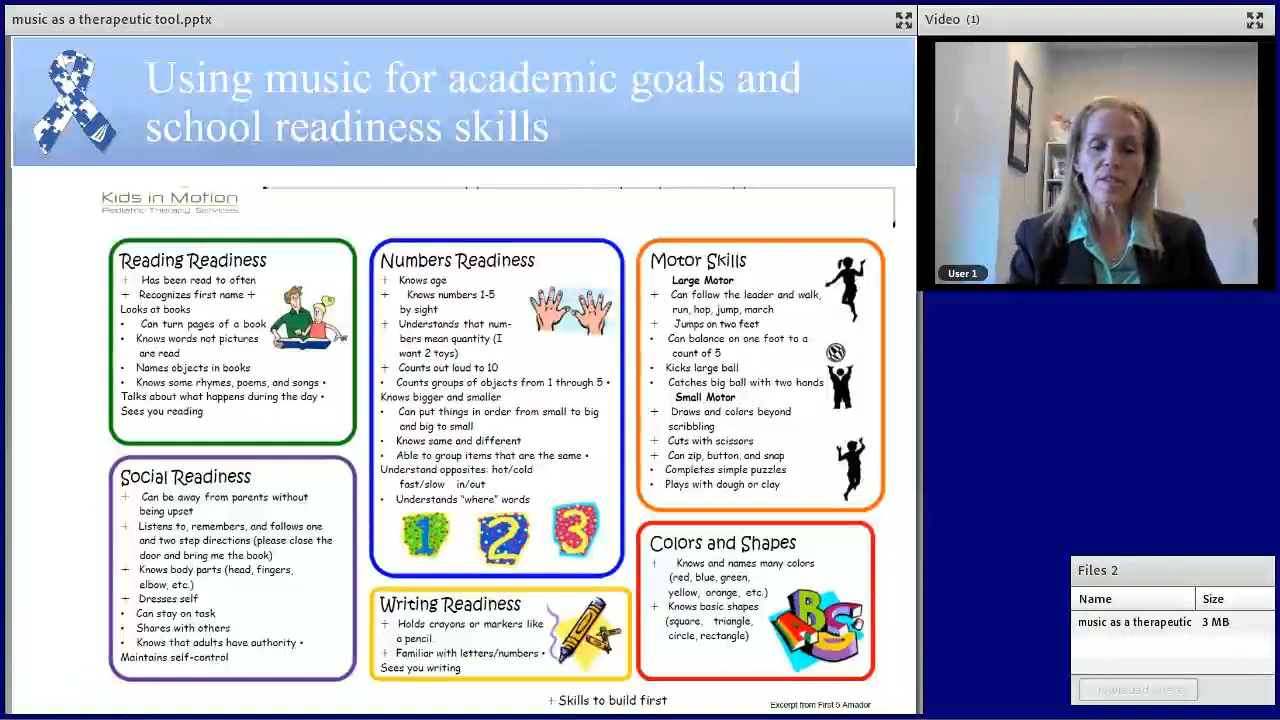 music as a therapeutic tool.pptx
Video (1)
Using music for academic goals and
school readiness skills
Kids in Motion
Pediatric Therapy Services
Reading Readiness
+ Has been read to often
+ Recognizes first name +
Looks at books
• Can turn pages of a book
• Knows words not pictures
are read
• Names objects in books
• Knows some rhymes, poems, and songs •
Talks about what happens during the day •
Sees you reading
Social Readiness
+ Can be away from parents without
being upset
+ Listens to, remembers, and follows one
and two step directions (please close the
door and bring me the book)
+ Knows body parts (head, fingers,
elbow, etc.)
+ Dresses self
• Can stay on task
• Shares with others
• Knows that adults have authority •
Maintains self-control
Numbers Readiness
+ Knows age
+ Knows numbers 1-5
by sight
+ Understands that num-
bers mean quantity (I
want 2 toys)
+ Counts out loud to 10
• Counts groups of objects from 1 through 5 •
Knows bigger and smaller
• Can put things in order from small to big
and big to small
• Knows same and different
• Able to group items that are the same •
Understand opposites: hot/cold
fast/slow in/out
• Understands "where" words
1 2 3
Writing Readiness
+ Holds crayons or markers like
a pencil.
+ Familiar with letters/numbers •
Sees you writing
Motor Skills
Large Motor
+ Can follow the leader and walk,
run, hop, jump, march
+ Jumps on two feet
• Can balance on one foot to a
count of 5
• Kicks large ball
• Catches big ball with two hands
Small Motor
+ Draws and colors beyond
scribbling
+ Cuts with scissors
+ Can zip, button, and snap
• Completes simple puzzles
• Plays with dough or clay
Colors and Shapes
+ Knows and names many colors
(red, blue, green,
yellow, orange, etc.)
+ Knows basic shapes
(square, triangle,
circle, rectangle)
A B C
+ Skills to build first
Excerpt from First 5 Amador
User 1
Files 2
Name Size
music as a therapeutic 3 MB